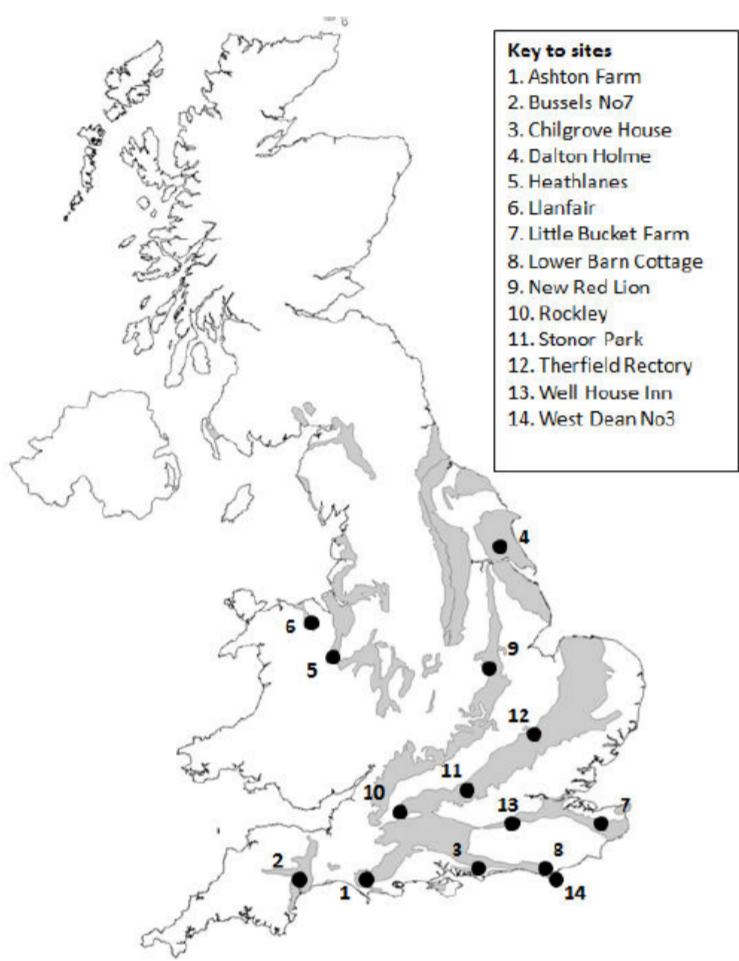 Key to sites
1. Ashton Farm
2. Bussels No7
3. Chilgrove House
4. Dalton Holme
5. Heathlanes
6. Llanfair
7. Little Bucket Farm
8. Lower Barn Cottage
9. New Red Lion
10. Rockley
11. Stonor Park
12. Therfield Rectory
13. Well House Inn
14. West Dean No3
4
6
9
5
12
11
10
13
7
3
8
2
1
14